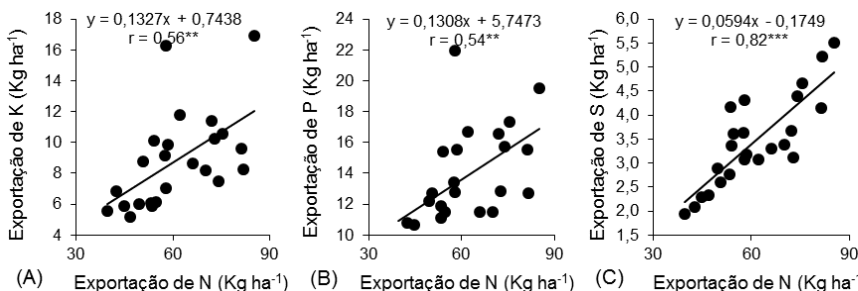 y = 0,1327x + 0,7438
r = 0,56**
Exportação de K (Kg ha⁻¹)
18
16
14
12
10
8
6
4
30
60
90
(A)
Exportação de N (Kg ha⁻¹)
y = 0,1308x + 5,7473
r = 0,54**
Exportação de P (Kg ha⁻¹)
24
22
20
18
16
14
12
10
30
60
90
(B)
Exportação de N (Kg ha⁻¹)
y = 0,0594x - 0,1749
r = 0,82***
Exportação de S (Kg ha⁻¹)
6,0
5,5
5,0
4,5
4,0
3,5
3,0
2,5
2,0
1,5
30
60
90
(C)
Exportação de N (Kg ha⁻¹)